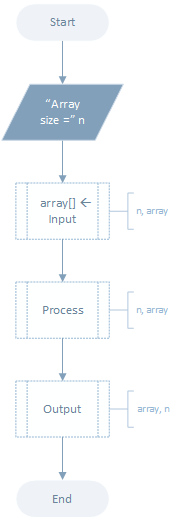 Start
“Array
size =” n
array[] ←
Input
n, array
Process
n, array
Output
array, n
End